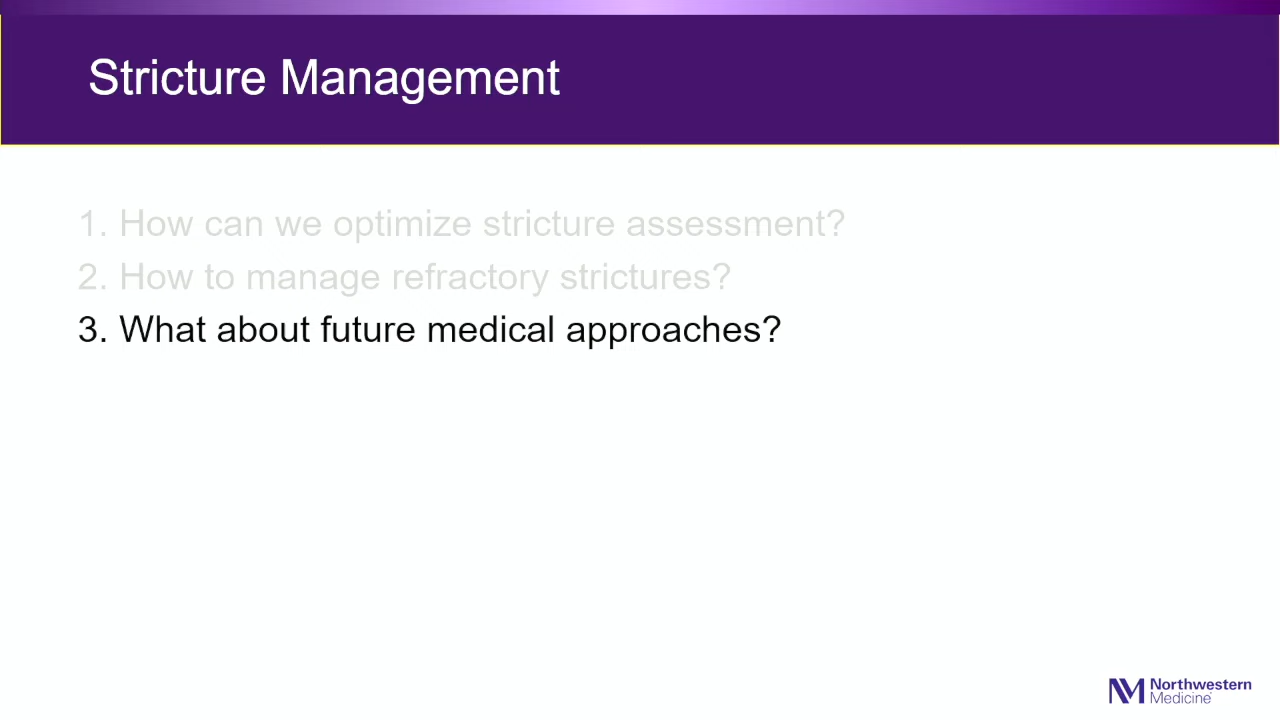 Stricture Management
1. How can we optimize stricture assessment?
2. How to manage refractory strictures?
3. What about future medical approaches?
NM Northwestern
Medicine